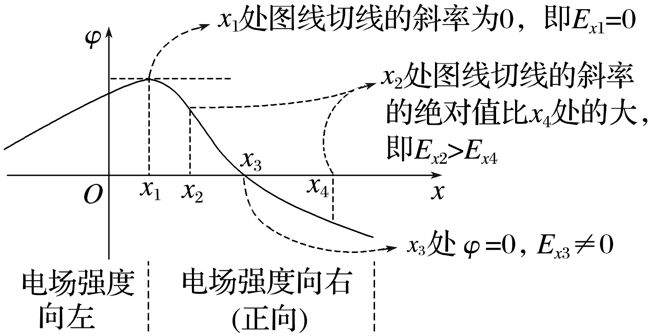 x₁处图线切线的斜率为0，即Eₓ₁=0
φ
x₂处图线切线的斜率
的绝对值比x₄处的大，
即Eₓ₂>Eₓ₄
x₃
O
x₁
x₂
x₄
x
x₃处φ=0，Eₓ₃≠0
电场强度
向左
电场强度向右
(正向)